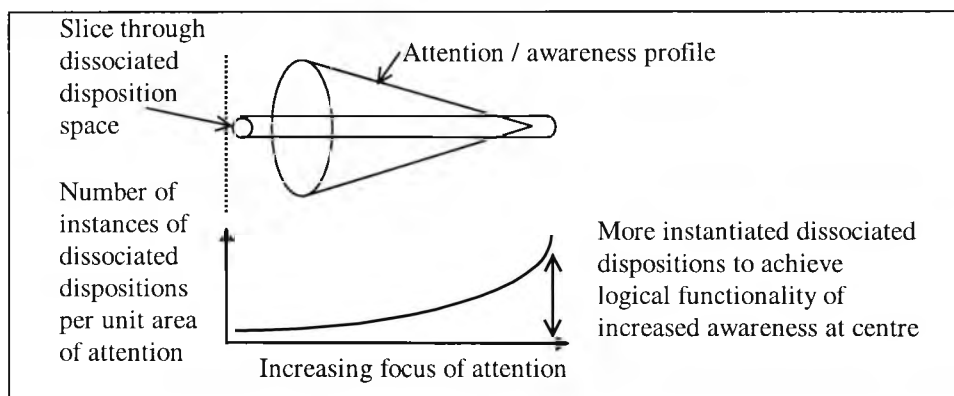 Slice through
dissociated
disposition
space
Attention / awareness profile
Number of
instances of
dissociated
dispositions
per unit area
of attention
More instantiated dissociated
dispositions to achieve
logical functionality of
increased awareness at centre
Increasing focus of attention